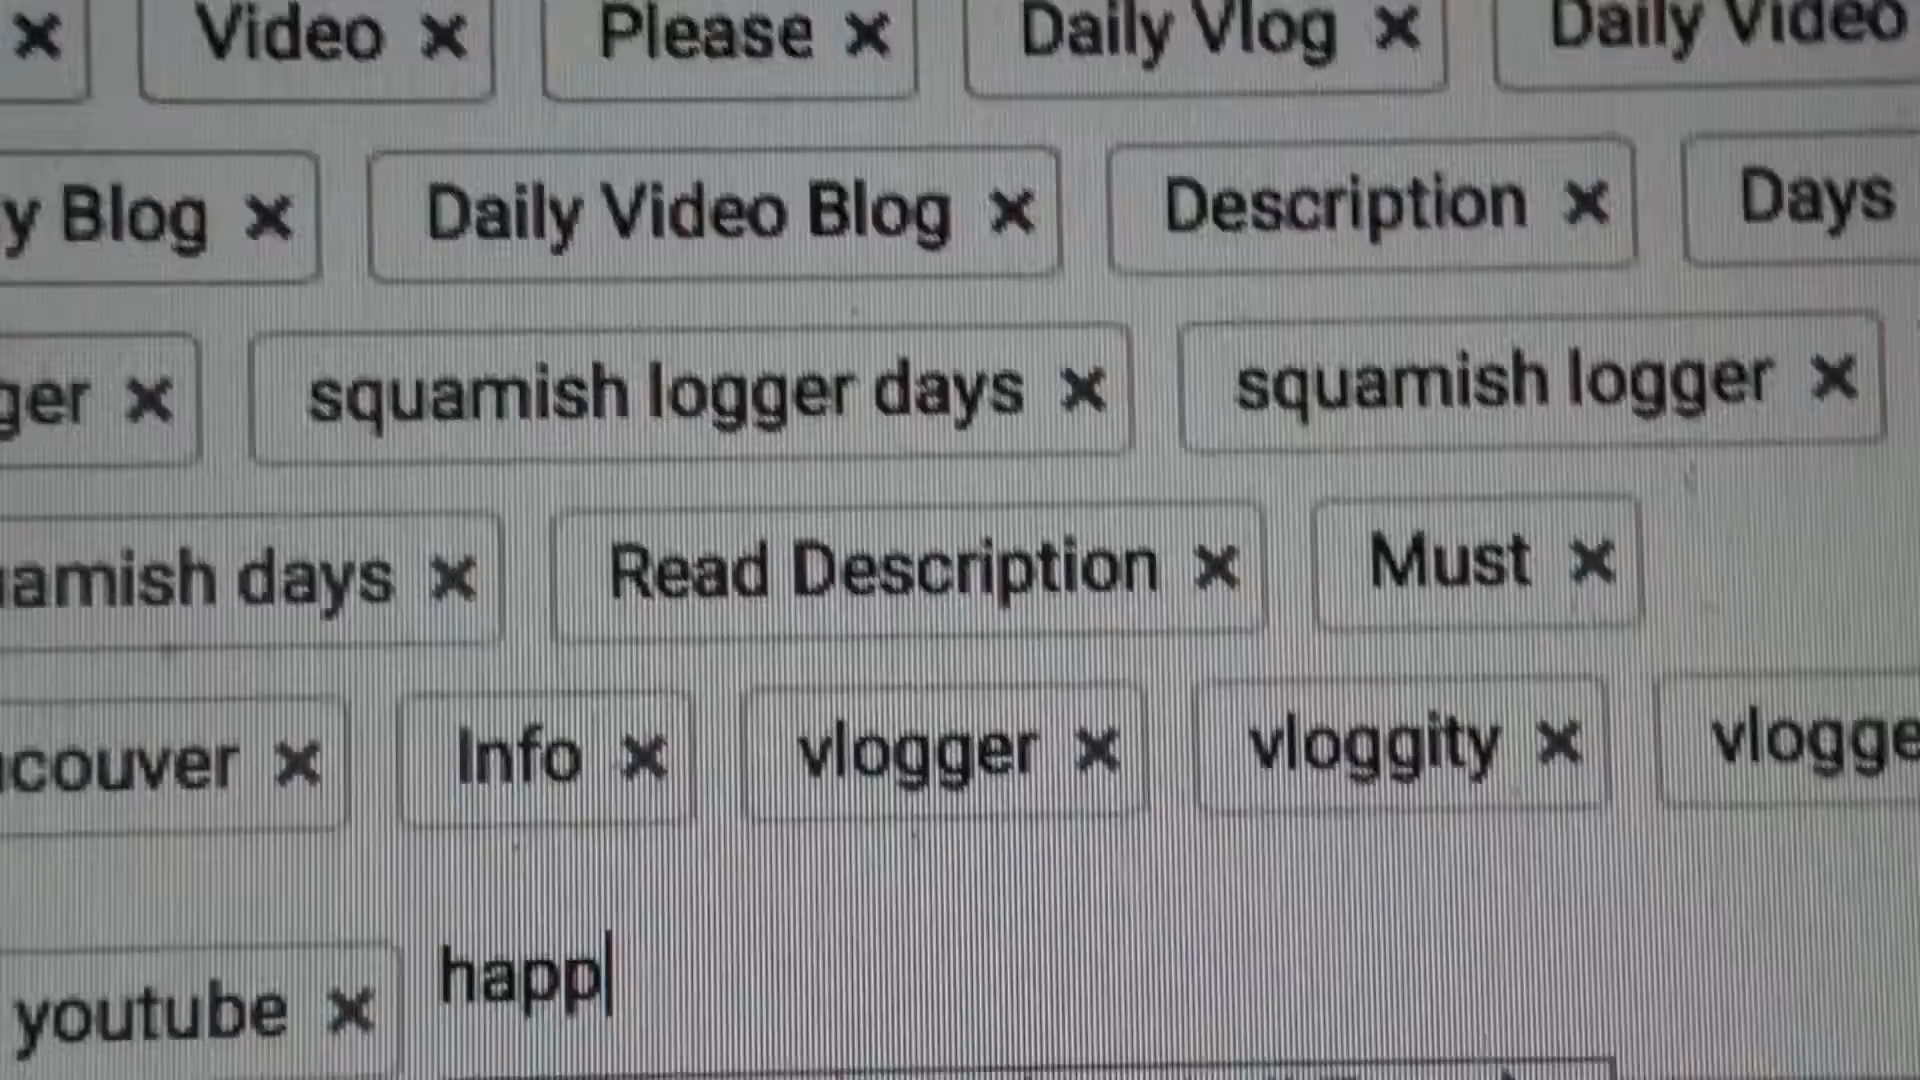 Video × Please × Daily Vlog × Daily Video
y Blog × Daily Video Blog × Description × Days
ger × squamish logger days × squamish logger ×
amish days × Read Description × Must ×
couver × Info × vlogger × vloggity × vlogge
youtube × happ